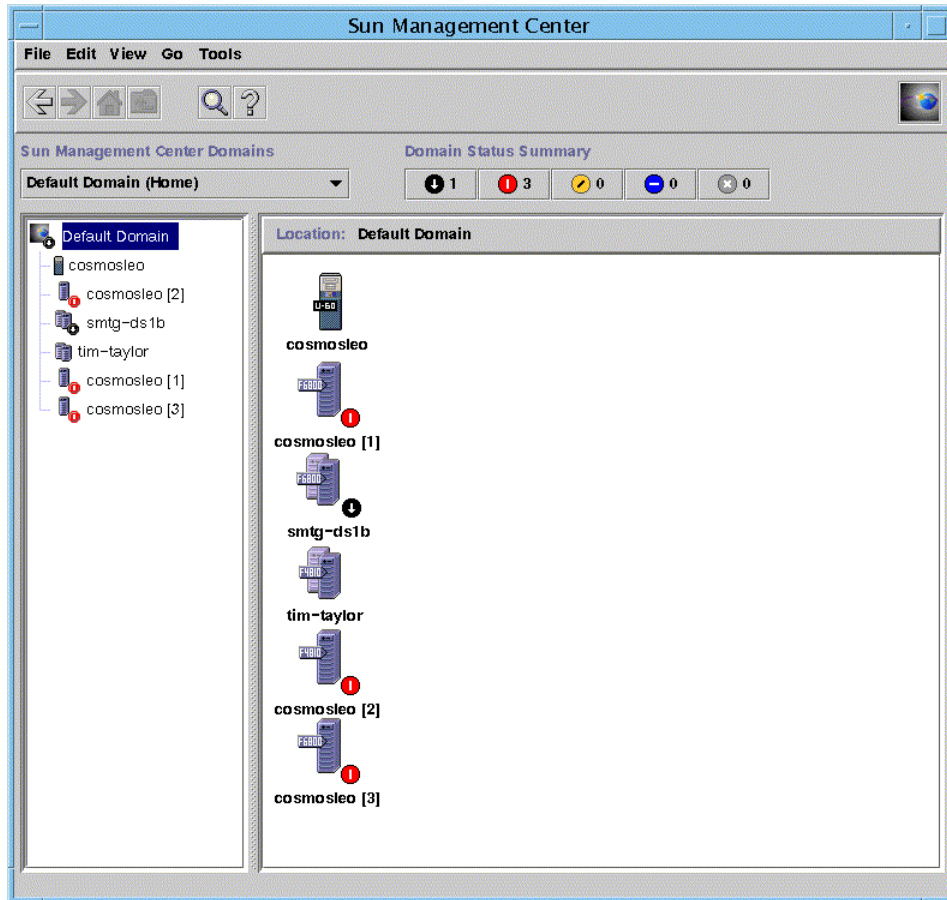 Sun Management Center
File Edit View Go Tools
Sun Management Center Domains
Domain Status Summary
Default Domain (Home)
1 3 0 0 0
Default Domain
cosmosleo
cosmosleo [2]
smtg-ds1b
tim-taylor
cosmosleo [1]
cosmosleo [3]
Location: Default Domain
U-60
cosmosleo
F6800
cosmosleo [1]
F6800
smtg-ds1b
F4810
tim-taylor
F4810
cosmosleo [2]
F6800
cosmosleo [3]